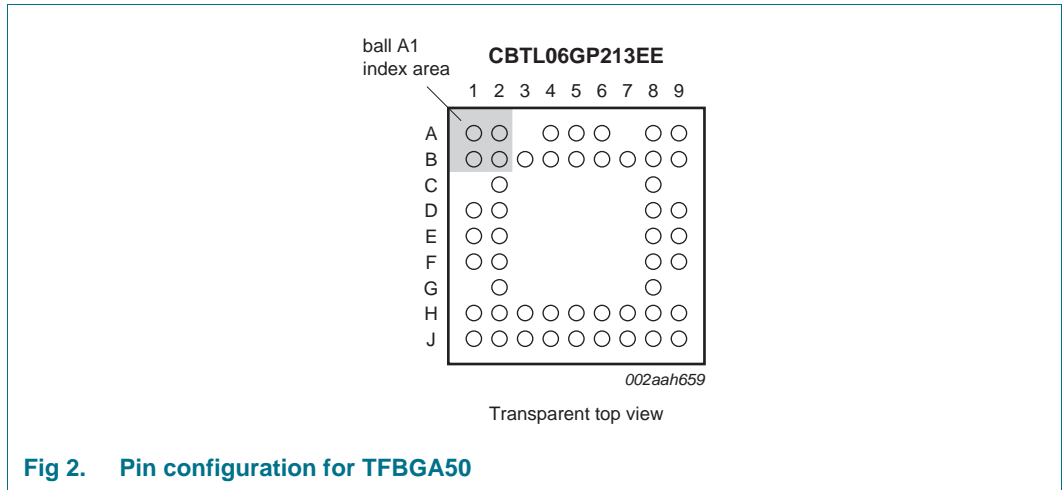 ball A1
index area
CBTL06GP213EE
1 2 3 4 5 6 7 8 9
A
B
C
D
E
F
G
H
J
002aah659
Transparent top view
Fig 2. Pin configuration for TFBGA50